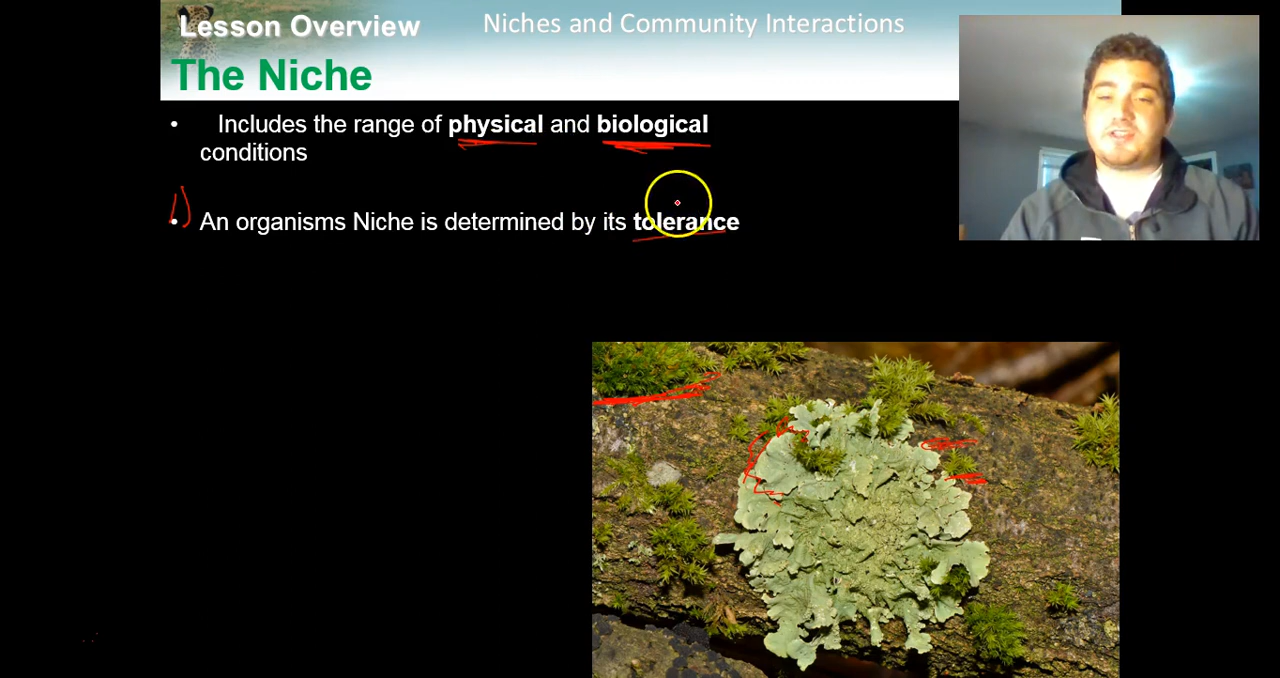 Lesson Overview
Niches and Community Interactions
The Niche
• Includes the range of physical and biological
conditions
• An organisms Niche is determined by its tolerance